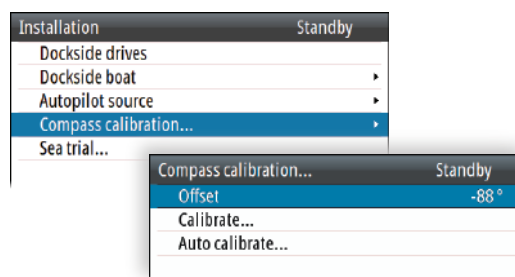 Installation Standby
Dockside drives
Dockside boat
Autopilot source
Compass calibration...
Sea trial...
Compass calibration... Standby
Offset -88°
Calibrate...
Auto calibrate...